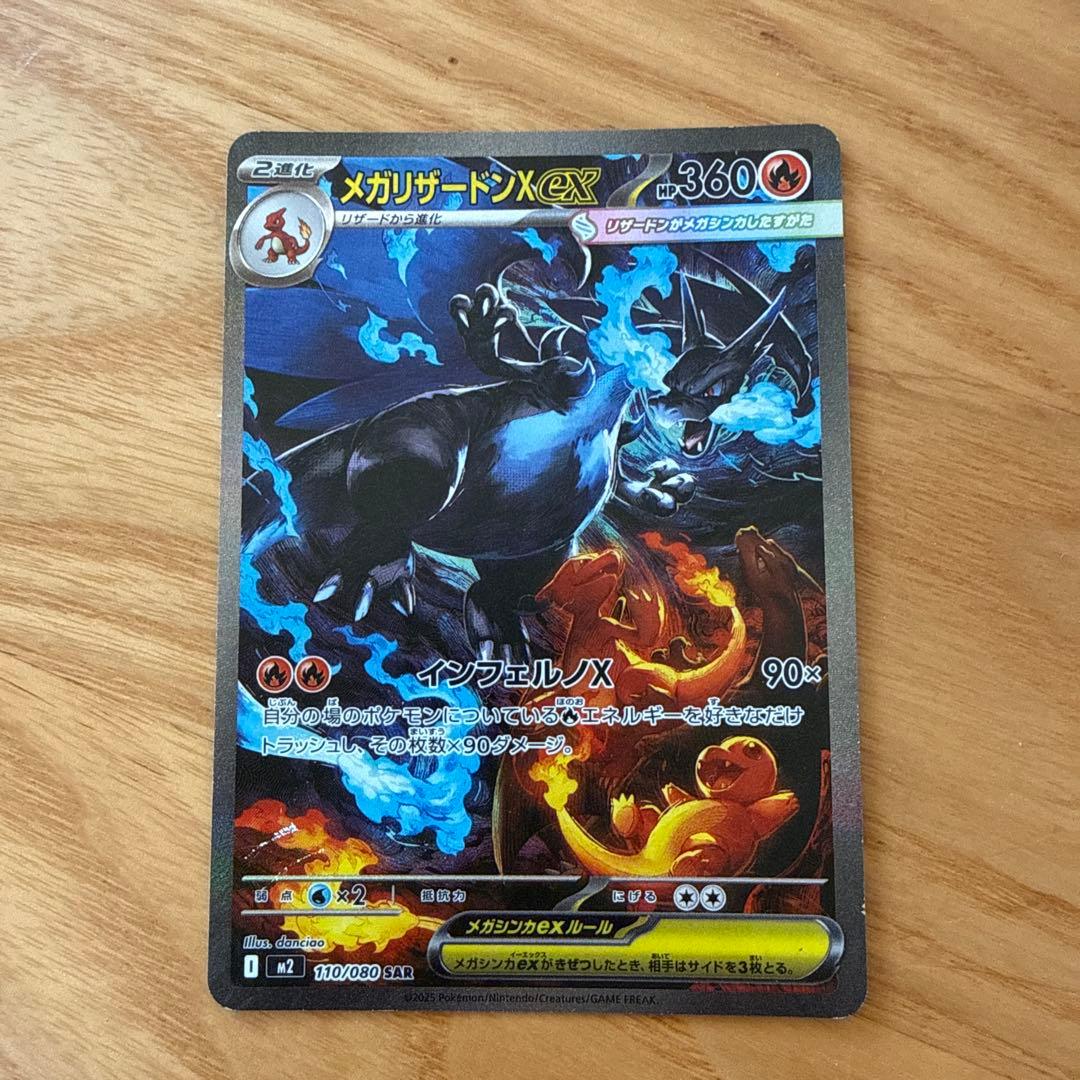 2進化
メガリザードンXex HP360
リザードから進化
リザードンがメガシンカしたすがた
インフェルノX 90×
自分の場のポケモンについているエネルギーを好きなだけ
トラッシュし、その枚数×90ダメージ。
弱点 ×2 抵抗力 にげる
メガシンカexルール
メガシンカexがきぜつしたとき、相手はサイドを3枚とる。
Illus. danciao
I M2 110/080 SAR
©2025 Pokémon/Nintendo/Creatures/GAME FREAK.